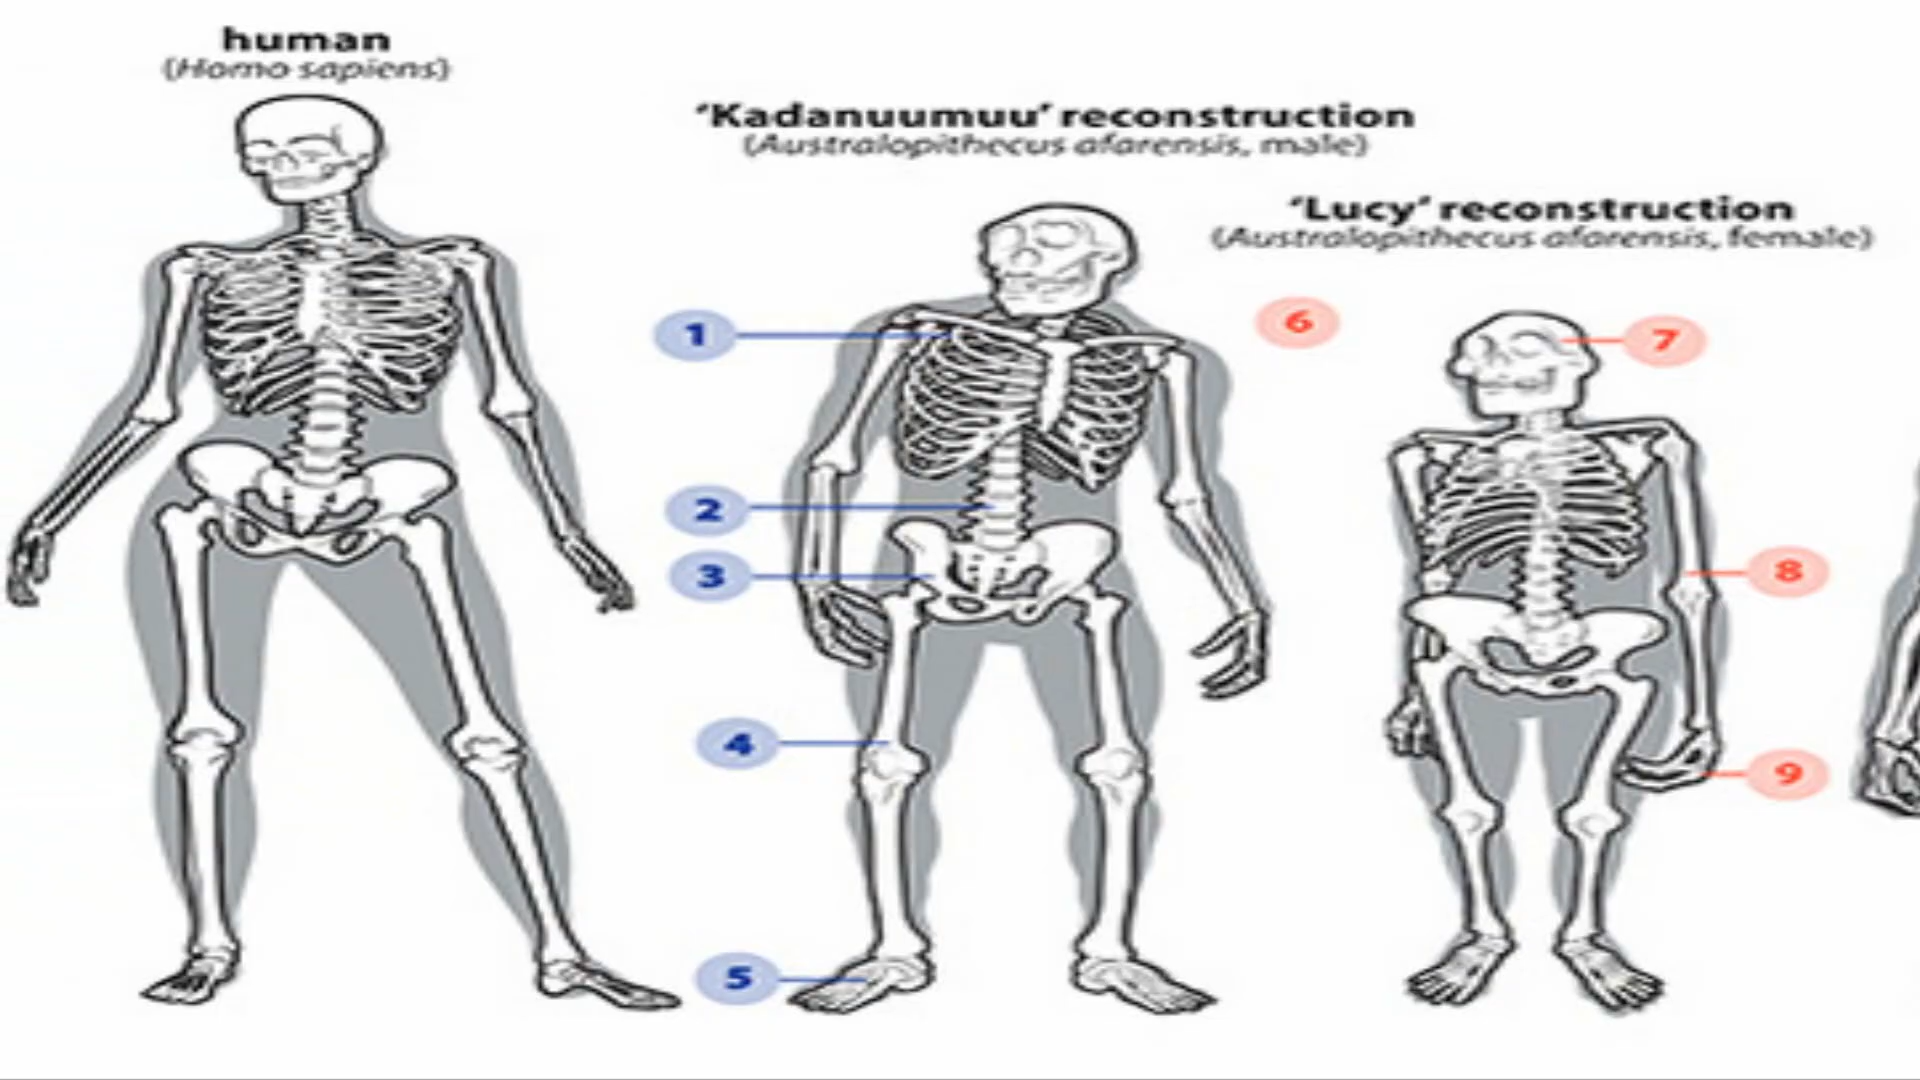 human
(Homo sapiens)
‘Kadanuumuu’ reconstruction
(Australopithecus afarensis, male)
‘Lucy’ reconstruction
(Australopithecus afarensis, female)
1
2
3
4
5
6
7
8
9